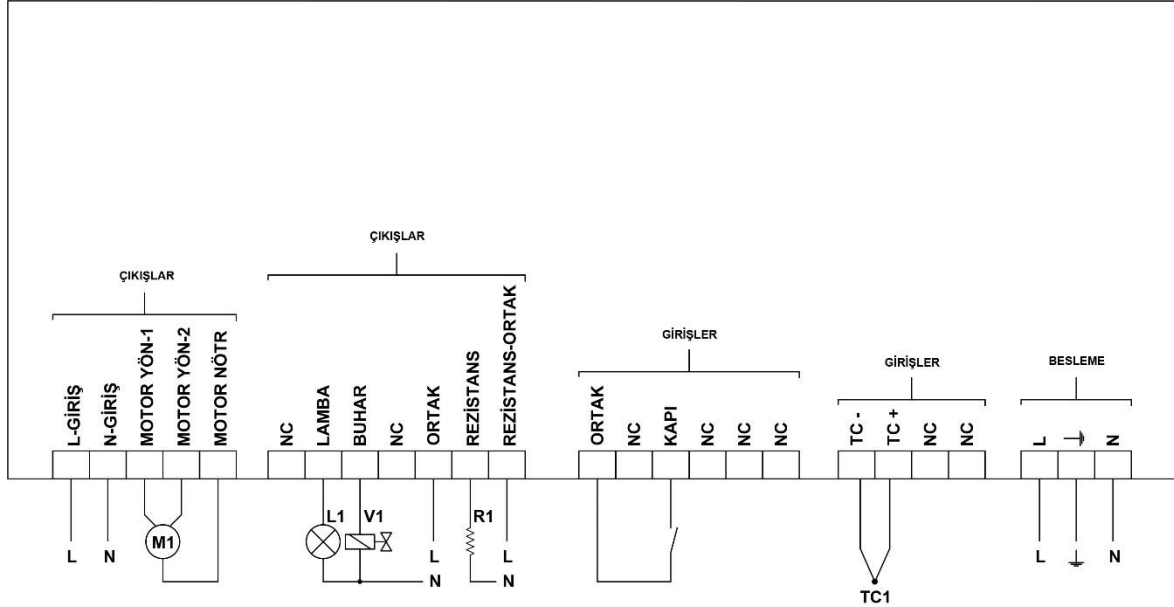 ÇIKIŞLAR
L-GİRİŞ
N-GİRİŞ
MOTOR YÖN-1
MOTOR YÖN-2
MOTOR NÖTR
L
N
M1
ÇIKIŞLAR
NC
LAMBA
BUHAR
NC
ORTAK
REZİSTANS
REZİSTANS-ORTAK
L1
V1
R1
L
N
L
N
GİRİŞLER
ORTAK
NC
KAPI
NC
NC
NC
GİRİŞLER
TC -
TC +
NC
NC
TC1
BESLEME
L
N
L
N